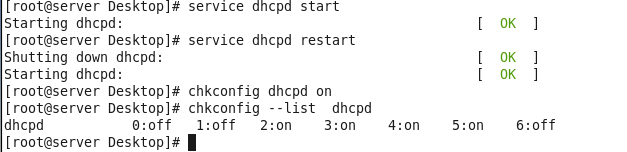 [root@server Desktop]# service dhcpd start
Starting dhcpd:                                            [  OK  ]
[root@server Desktop]# service dhcpd restart
Shutting down dhcpd:                                       [  OK  ]
Starting dhcpd:                                            [  OK  ]
[root@server Desktop]# chkconfig dhcpd on
[root@server Desktop]# chkconfig --list  dhcpd
dhcpd           0:off   1:off   2:on    3:on    4:on    5:on    6:off
[root@server Desktop]#